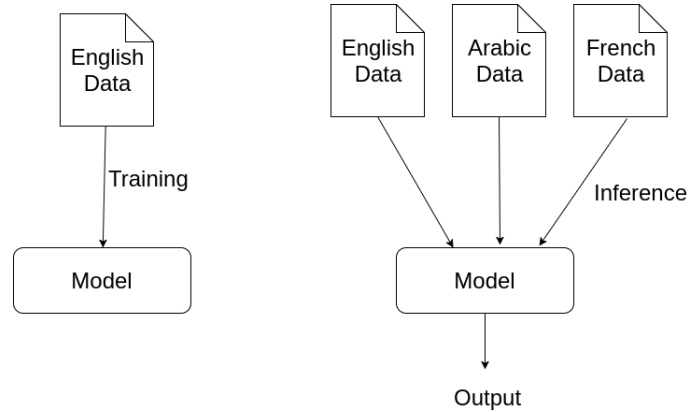 English
Data
Training
Model
English
Data
Arabic
Data
French
Data
Inference
Model
Output